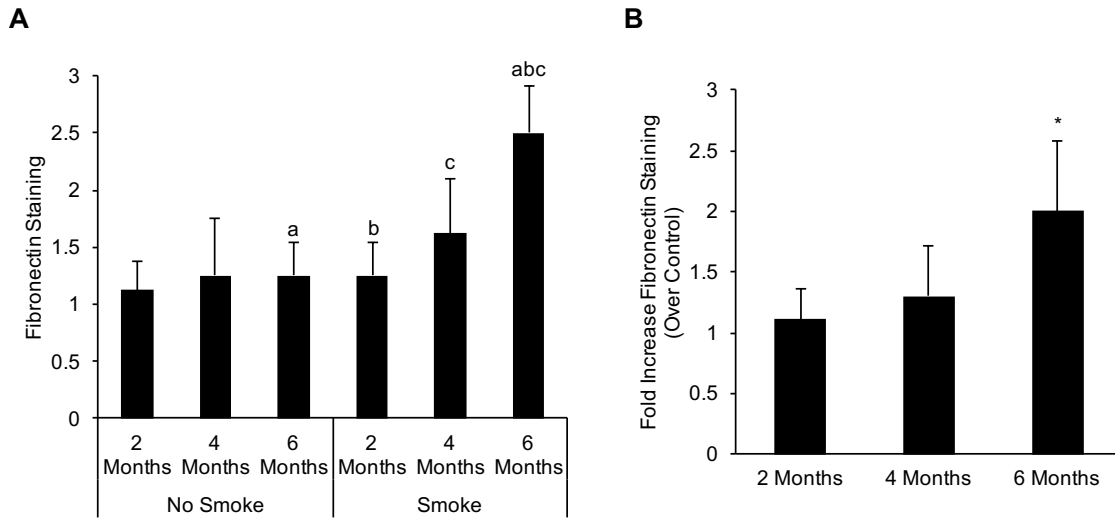 A
Fibronectin Staining
3
2.5
2
1.5
1
0.5
0
a
b
c
abc
2 Months
4 Months
6 Months
2 Months
4 Months
6 Months
No Smoke
Smoke
B
Fold Increase Fibronectin Staining
(Over Control)
3
2.5
2
1.5
1
0.5
0
*
2 Months
4 Months
6 Months